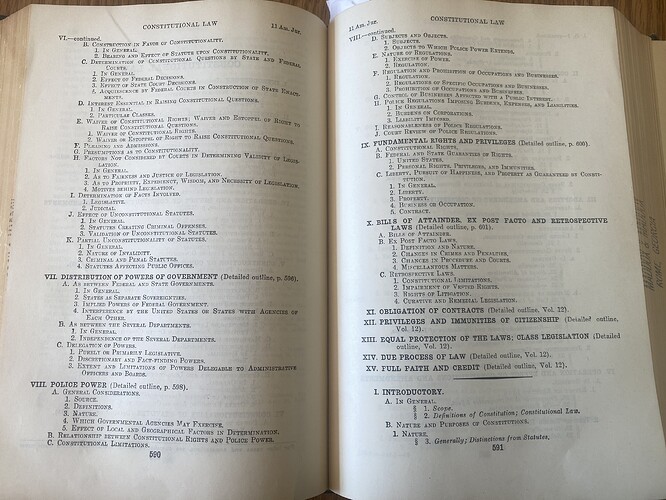 CONSTITUTIONAL LAW 11 Am. Jur.
VI.—continued.
B. CONSTRUCTION IN FAVOR OF CONSTITUTIONALITY.
1. IN GENERAL.
2. BEARING AND EFFECT OF STATUTE UPON CONSTITUTIONALITY.
C. DETERMINATION OF CONSTITUTIONAL QUESTIONS BY STATE AND FEDERAL
COURTS.
1. IN GENERAL.
2. EFFECT OF FEDERAL DECISIONS.
3. EFFECT OF STATE COURT DECISIONS.
4. ACQUIESCENCE BY FEDERAL COURTS IN CONSTRUCTION OF STATE ENACT-
MENTS.
D. INTEREST ESSENTIAL IN RAISING CONSTITUTIONAL QUESTIONS.
1. IN GENERAL.
2. PARTICULAR CLASSES.
E. WAIVER OF CONSTITUTIONAL RIGHTS; WAIVER AND ESTOPPEL OF RIGHT TO
RAISE CONSTITUTIONAL QUESTIONS.
1. WAIVER OF CONSTITUTIONAL RIGHTS.
2. WAIVER OR ESTOPPEL OF RIGHT TO RAISE CONSTITUTIONAL QUESTIONS.
F. PLEADING AND ADMISSIONS.
G. PRESUMPTIONS AS TO CONSTITUTIONALITY.
H. FACTORS NOT CONSIDERED BY COURTS IN DETERMINING VALIDITY OF LEGIS-
LATION.
1. IN GENERAL.
2. AS TO FAIRNESS AND JUSTICE OF LEGISLATION.
3. AS TO PROPRIETY, EXPEDIENCY, WISDOM, AND NECESSITY OF LEGISLATION.
4. MOTIVES BEHIND LEGISLATION.
I. DETERMINATION OF FACTS INVOLVED.
1. LEGISLATIVE.
2. JUDICIAL.
J. EFFECT OF UNCONSTITUTIONAL STATUTES.
1. IN GENERAL.
2. STATUTES CREATING CRIMINAL OFFENSES.
3. VALIDATION OF UNCONSTITUTIONAL STATUTES.
K. PARTIAL UNCONSTITUTIONALITY OF STATUTES.
1. IN GENERAL.
2. NATURE OF INVALIDITY.
3. CRIMINAL AND PENAL STATUTES.
4. STATUTES AFFECTING PUBLIC OFFICES.
VII. DISTRIBUTION OF POWERS OF GOVERNMENT (Detailed outline, p. 596).
A. AS BETWEEN FEDERAL AND STATE GOVERNMENTS.
1. IN GENERAL.
2. STATES AS SEPARATE SOVEREIGNTIES.
3. IMPLIED POWERS OF FEDERAL GOVERNMENT.
4. INTERFERENCE BY THE UNITED STATES OR STATES WITH AGENCIES OF
EACH OTHER.
B. AS BETWEEN THE SEVERAL DEPARTMENTS.
1. IN GENERAL.
2. INDEPENDENCE OF THE SEVERAL DEPARTMENTS.
C. DELEGATION OF POWERS.
1. PURELY OR PRIMARILY LEGISLATIVE.
2. DISCRETIONARY AND FACT-FINDING POWERS.
3. EXTENT AND LIMITATIONS OF POWERS DELEGABLE TO ADMINISTRATIVE
OFFICERS AND BOARDS.
VIII. POLICE POWER (Detailed outline, p. 598).
A. GENERAL CONSIDERATIONS.
1. SOURCE.
2. DEFINITIONS.
3. NATURE.
4. WHICH GOVERNMENTAL AGENCIES MAY EXERCISE.
5. EFFECT OF LOCAL AND GEOGRAPHICAL FACTORS IN DETERMINATION.
B. RELATIONSHIP BETWEEN CONSTITUTIONAL RIGHTS AND POLICE POWER.
C. CONSTITUTIONAL LIMITATIONS.
590
11 Am. Jur. CONSTITUTIONAL LAW
VIII—continued.
D. SUBJECTS AND OBJECTS.
1. SUBJECTS.
2. OBJECTS TO WHICH POLICE POWER EXTENDS.
E. NATURE OF REGULATIONS.
1. EXERCISE OF POWER.
2. REGULATION.
F. REGULATION AND PROHIBITION OF OCCUPATIONS AND BUSINESSES.
1. REGULATION.
2. REGULATIONS OF SPECIFIC OCCUPATIONS AND BUSINESSES.
3. PROHIBITION OF OCCUPATIONS AND BUSINESSES.
G. CONTROL OF BUSINESSES AFFECTED WITH A PUBLIC INTEREST.
H. POLICE REGULATIONS IMPOSING BURDENS, EXPENSES, AND LIABILITIES.
1. IN GENERAL.
2. BURDENS ON CORPORATIONS.
3. LIABILITY IMPOSED.
I. REASONABLENESS OF POLICE REGULATIONS.
J. COURT REVIEW OF POLICE REGULATIONS.
IX. FUNDAMENTAL RIGHTS AND PRIVILEGES (Detailed outline, p. 600).
A. CONSTITUTIONAL RIGHTS.
B. FEDERAL AND STATE GUARANTIES OF RIGHTS.
1. UNITED STATES.
2. PERSONAL RIGHTS, PRIVILEGES, AND IMMUNITIES.
C. LIBERTY, PURSUIT OF HAPPINESS, AND PROPERTY AS GUARANTIED BY CONSTI-
TUTION.
1. IN GENERAL.
2. LIBERTY.
3. PROPERTY.
4. BUSINESS OR OCCUPATION.
5. CONTRACT.
X. BILLS OF ATTAINDER, EX POST FACTO AND RETROSPECTIVE
LAWS (Detailed outline, p. 601).
A. BILLS OF ATTAINDER.
B. EX POST FACTO LAWS.
1. DEFINITION AND NATURE.
2. CHANGES IN CRIMES AND PENALTIES.
3. CHANGES IN PROCEDURE AND COURTS.
4. MISCELLANEOUS MATTERS.
C. RETROSPECTIVE LAWS.
1. CONSTITUTIONAL LIMITATIONS.
2. IMPAIRMENT OF VESTED RIGHTS.
3. RIGHTS OF LITIGATION.
4. CURATIVE AND REMEDIAL LEGISLATION.
XI. OBLIGATION OF CONTRACTS (Detailed outline, Vol. 12).
XII. PRIVILEGES AND IMMUNITIES OF CITIZENSHIP (Detailed outline,
Vol. 12).
XIII. EQUAL PROTECTION OF THE LAWS; CLASS LEGISLATION (Detailed
outline, Vol. 12).
XIV. DUE PROCESS OF LAW (Detailed outline, Vol. 12).
XV. FULL FAITH AND CREDIT (Detailed outline, Vol. 12).
I. INTRODUCTORY.
A. IN GENERAL
§ 1. Scope.
§ 2. Definitions of Constitution; Constitutional Law.
B. NATURE AND PURPOSES OF CONSTITUTIONS.
1. NATURE.
§ 3. Generally; Distinctions from Statutes,
591